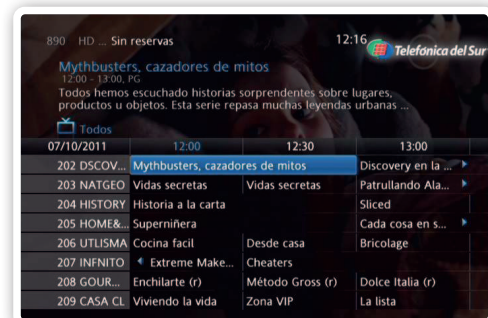 890 HD ... Sin reservas 12:16
Telefónica del Sur
Mythbusters, cazadores de mitos
12:00 - 13:00, PG
Todos hemos escuchado historias sorprendentes sobre lugares,
productos u objetos. Esta serie repasa muchas leyendas urbanas ...
Todos
07/10/2011 12:00 12:30 13:00
202 DSCOV... Mythbusters, cazadores de mitos Discovery en la ...
203 NATGEO Vidas secretas Vidas secretas Patrullando Ala...
204 HISTORY Historia a la carta Sliced
205 HOME&... Superniñera Cada cosa en s...
206 UTLISMA Cocina facil Desde casa Bricolage
207 INFNITO Extreme Make... Cheaters
208 GOUR... Enchilarte (r) Método Gross (r) Dolce Italia (r)
209 CASA CL Viviendo la vida Zona VIP La lista